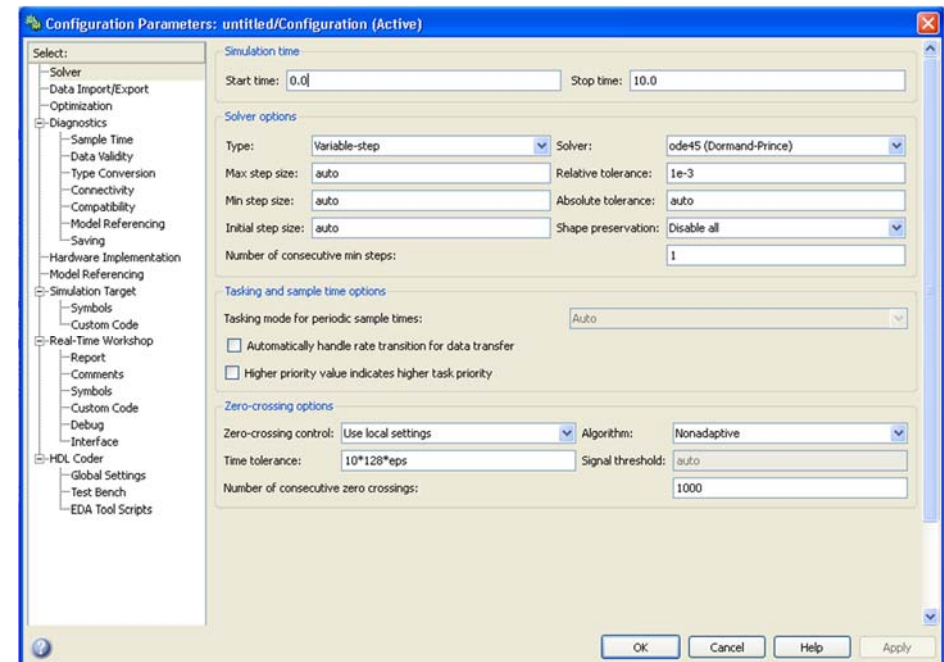 Configuration Parameters: untitled/Configuration (Active)
Select:
Solver
Data Import/Export
Optimization
Diagnostics
Sample Time
Data Validity
Type Conversion
Connectivity
Compatibility
Model Referencing
Saving
Hardware Implementation
Model Referencing
Simulation Target
Symbols
Custom Code
Real-Time Workshop
Report
Comments
Symbols
Custom Code
Debug
Interface
HDL Coder
Global Settings
Test Bench
EDA Tool Scripts
Simulation time
Start time: 0.0 Stop time: 10.0
Solver options
Type: Variable-step Solver: ode45 (Dormand-Prince)
Max step size: auto Relative tolerance: 1e-3
Min step size: auto Absolute tolerance: auto
Initial step size: auto Shape preservation: Disable all
Number of consecutive min steps: 1
Tasking and sample time options
Tasking mode for periodic sample times: Auto
Automatically handle rate transition for data transfer
Higher priority value indicates higher task priority
Zero-crossing options
Zero-crossing control: Use local settings Algorithm: Nonadaptive
Time tolerance: 10*128*eps Signal threshold: auto
Number of consecutive zero crossings: 1000
OK Cancel Help Apply